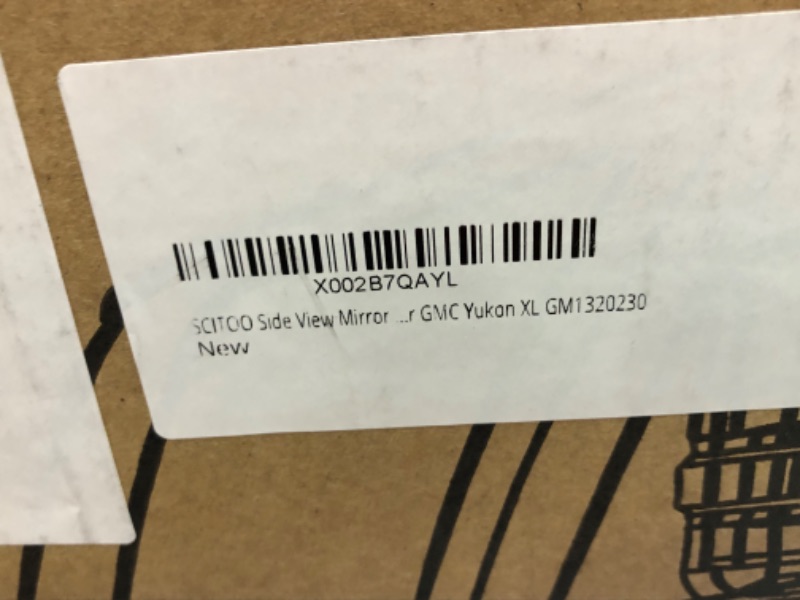 X002B7QAYL
SCITOO Side View Mirror ...r GMC Yukon XL GM1320230
New